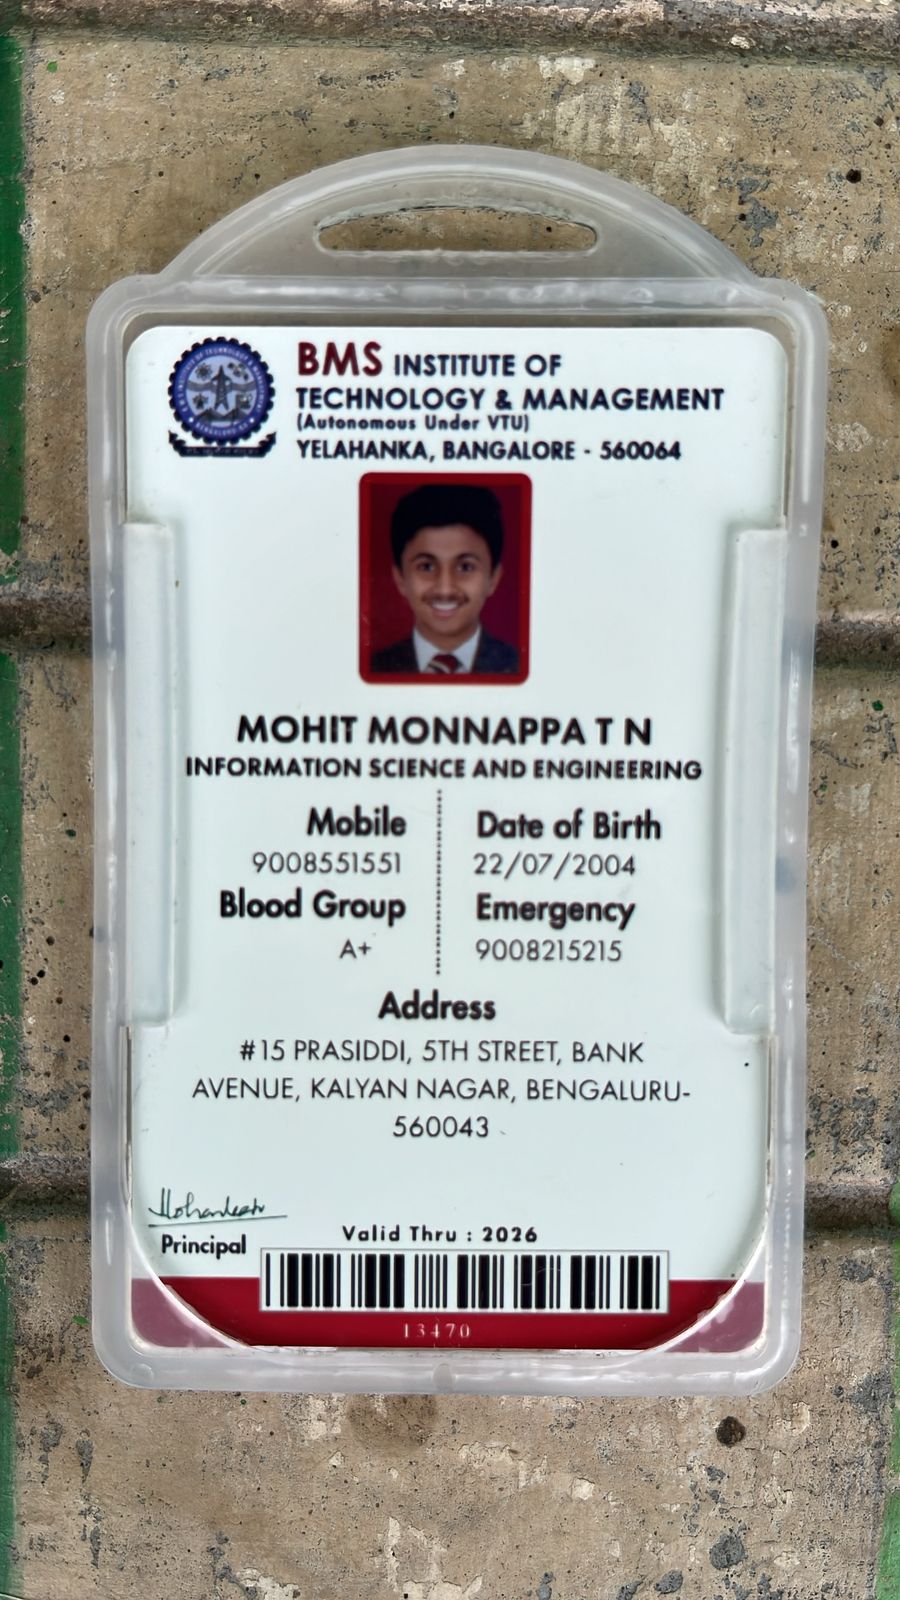 BMS INSTITUTE OF
TECHNOLOGY & MANAGEMENT
(Autonomous Under VTU)
YELAHANKA, BANGALORE - 560064
MOHIT MONNAPPA T N
INFORMATION SCIENCE AND ENGINEERING
Mobile
9008551551
Blood Group
A+
Date of Birth
22/07/2004
Emergency
9008215215
Address
#15 PRASIDDI, 5TH STREET, BANK
AVENUE, KALYAN NAGAR, BENGALURU-
560043
Principal
Valid Thru : 2026
13470